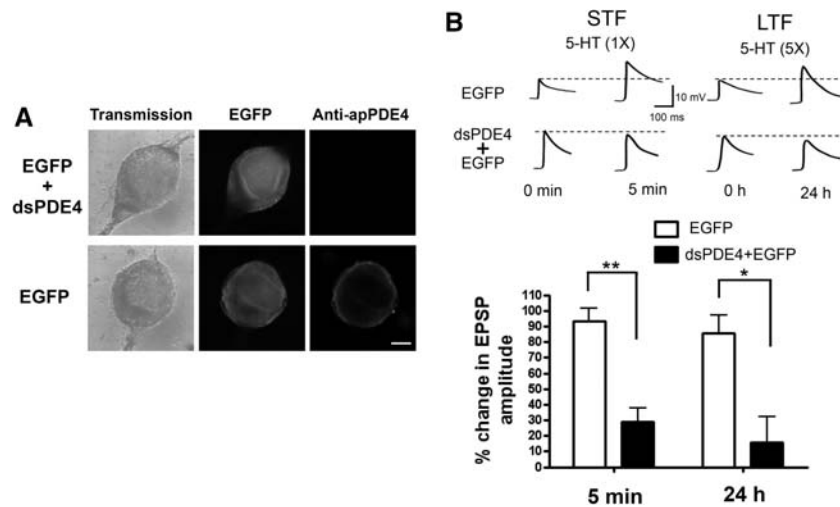 A
Transmission EGFP Anti-apPDE4
EGFP
+
dsPDE4
EGFP
B
STF LTF
5-HT (1X) 5-HT (5X)
EGFP
10 mV
100 ms
dsPDE4
+
EGFP
0 min 5 min 0 h 24 h
EGFP
dsPDE4+EGFP
** *
% change in EPSP
amplitude
110
100
90
80
70
60
50
40
30
20
10
0
5 min 24 h